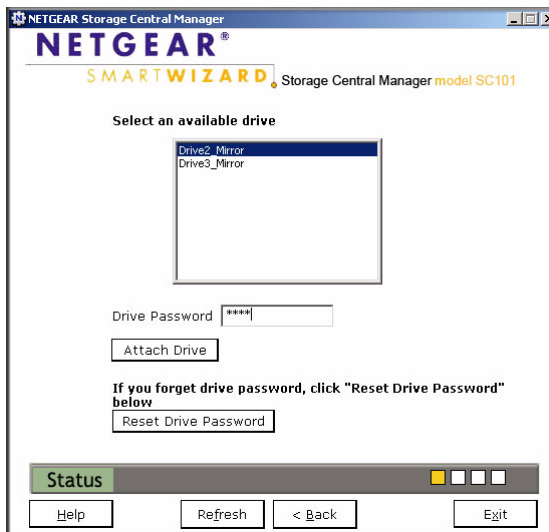 NETGEAR Storage Central Manager
NETGEAR®
SMARTWIZARD Storage Central Manager model SC101
Select an available drive
Drive2_Mirror
Drive3_Mirror
Drive Password ****
Attach Drive
If you forget drive password, click "Reset Drive Password"
below
Reset Drive Password
Status
Help Refresh < Back Exit